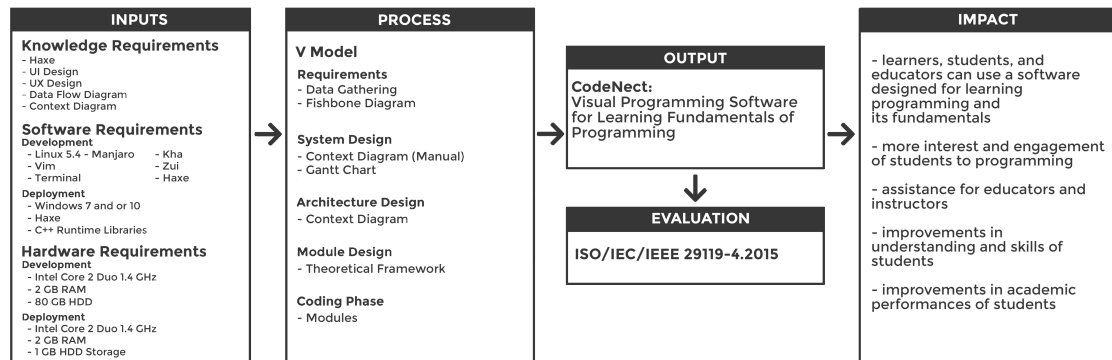 INPUTS
Knowledge Requirements
- Haxe
- UI Design
- UX Design
- Data Flow Diagram
- Context Diagram
Software Requirements
Development
- Linux 5.4 - Manjaro
- Vim
- Terminal
- Kha
- Zui
- Haxe
Deployment
- Windows 7 and or 10
- Haxe
- C++ Runtime Libraries
Hardware Requirements
Development
- Intel Core 2 Duo 1.4 GHz
- 2 GB RAM
- 80 GB HDD
Deployment
- Intel Core 2 Duo 1.4 GHz
- 2 GB RAM
- 1 GB HDD Storage
PROCESS
V Model
Requirements
- Data Gathering
- Fishbone Diagram
System Design
- Context Diagram (Manual)
- Gantt Chart
Architecture Design
- Context Diagram
Module Design
- Theoretical Framework
Coding Phase
- Modules
OUTPUT
CodeNect:
Visual Programming Software
for Learning Fundamentals of
Programming
EVALUATION
ISO/IEC/IEEE 29119-4.2015
IMPACT
- learners, students, and
educators can use a software
designed for learning
programming and
its fundamentals
- more interest and engagement
of students to programming
- assistance for educators and
instructors
- improvements in
understanding and skills of
students
- improvements in academic
performances of students